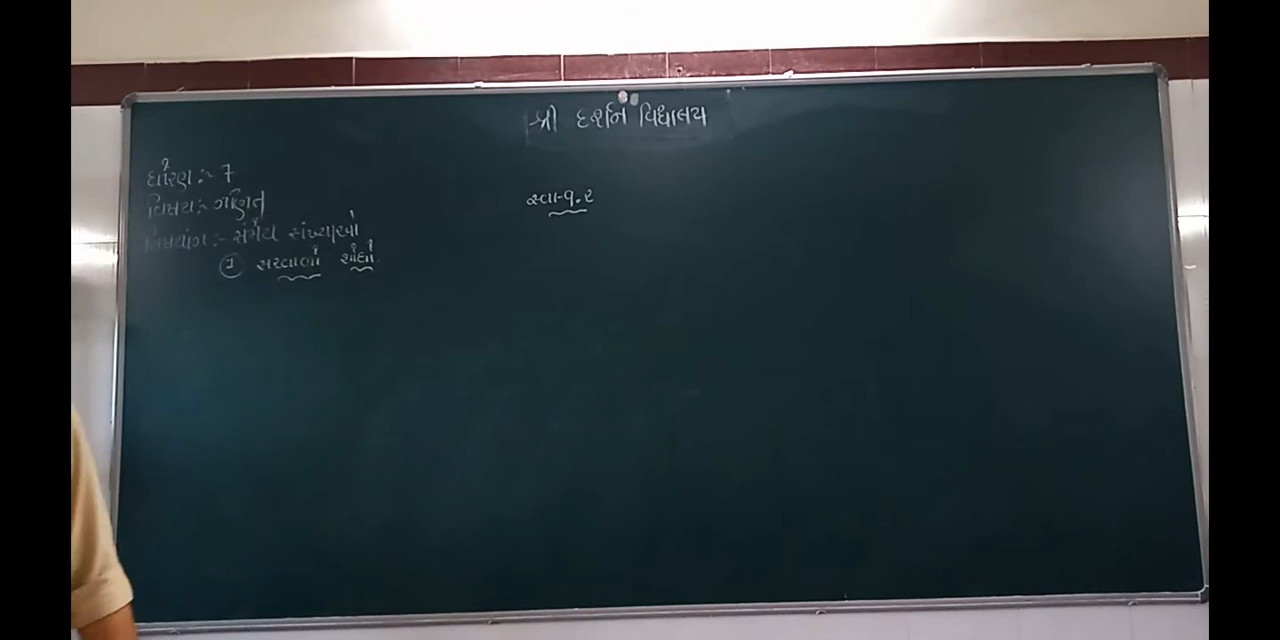 શ્રી દર્શન વિધાલય
ધોરણ :- 7
વિષય :- ગણિત
સ્વા-૧.૨
વિષયાંગ :- સંમેય સંખ્યાઓ
① સરવાળો શોધો.